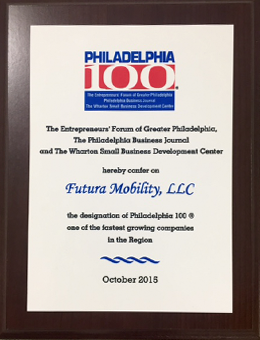 PHILADELPHIA
100®
The Entrepreneurs' Forum of Greater Philadelphia
Philadelphia Business Journal
The Wharton Small Business Development Center
The Entrepreneurs' Forum of Greater Philadelphia,
The Philadelphia Business Journal
and The Wharton Small Business Development Center
hereby confer on
Futura Mobility, LLC
the designation of Philadelphia 100 ®
one of the fastest growing companies
in the Region
October 2015